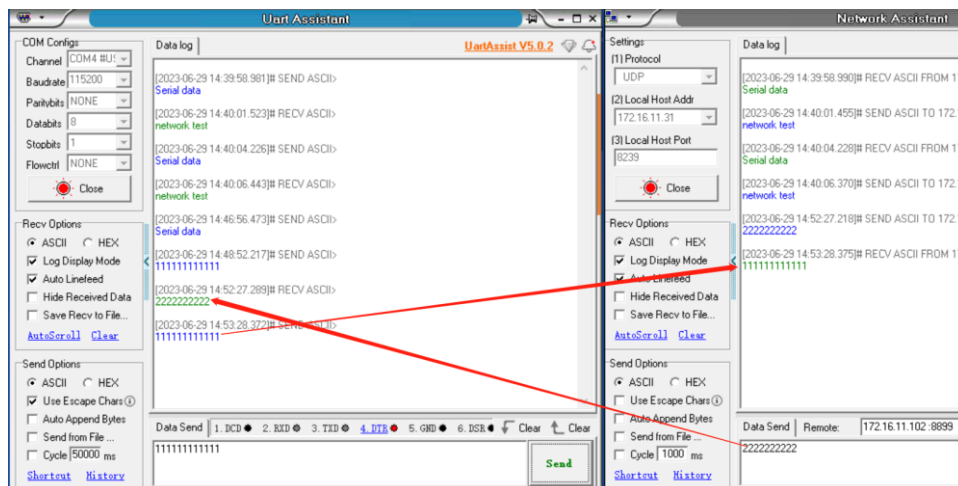 Uart Assistant
COM Configs
Channel COM4 #U:
Baudrate 115200
Paritybits NONE
Databits 8
Stopbits 1
Flowctrl NONE
Close
Recv Options
ASCII HEX
Log Display Mode
Auto Linefeed
Hide Received Data
Save Recv to File...
AutoScroll Clear
Send Options
ASCII HEX
Use Escape Chars
Auto Append Bytes
Send from File ...
Cycle 50000 ms
Shortcut History
Data log
UartAssist V5.0.2
[2023-06-29 14:39:58.981]# SEND ASCII>
Serial data
[2023-06-29 14:40:01.523]# RECV ASCII>
network test
[2023-06-29 14:40:04.226]# SEND ASCII>
Serial data
[2023-06-29 14:40:06.443]# RECV ASCII>
network test
[2023-06-29 14:46:56.473]# SEND ASCII>
Serial data
[2023-06-29 14:48:52.217]# SEND ASCII>
111111111111
[2023-06-29 14:52:27.289]# RECV ASCII>
2222222222
[2023-06-29 14:53:28.372]# SEND ASCII>
111111111111
Data Send 1. DCD 2. RXD 3. TXD 4. DTR 5. GND 6. DSR Clear Clear
111111111111
Send
Network Assistant
Settings
(1) Protocol
UDP
(2) Local Host Addr
172.16.11.31
(3) Local Host Port
8239
Close
Recv Options
ASCII HEX
Log Display Mode
Auto Linefeed
Hide Received Data
Save Recv to File...
AutoScroll Clear
Send Options
ASCII HEX
Use Escape Chars
Auto Append Bytes
Send from File ...
Cycle 1000 ms
Shortcut History
Data log
[2023-06-29 14:39:58.990]# RECV ASCII FROM 1
Serial data
[2023-06-29 14:40:01.455]# SEND ASCII TO 172.
network test
[2023-06-29 14:40:04.228]# RECV ASCII FROM 1
Serial data
[2023-06-29 14:40:06.370]# SEND ASCII TO 172.
network test
[2023-06-29 14:52:27.218]# SEND ASCII TO 172.
2222222222
[2023-06-29 14:53:28.375]# RECV ASCII FROM 1
111111111111
Data Send Remote: 172.16.11.102 :8899
2222222222